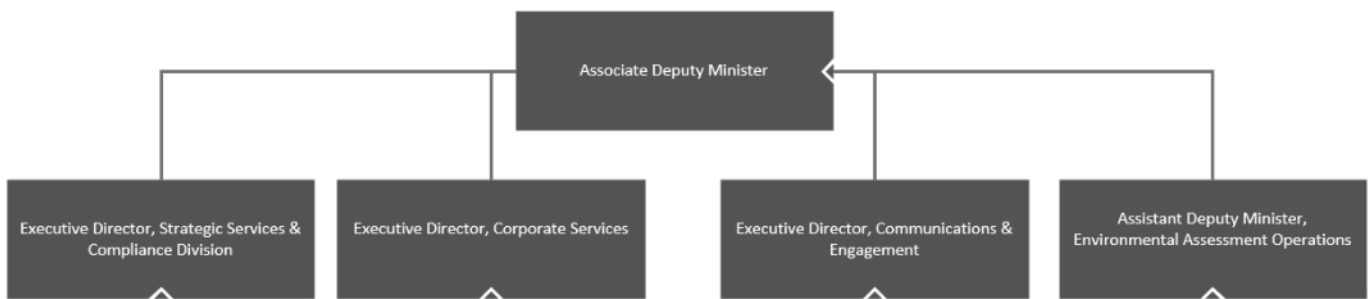 Associate Deputy Minister
Executive Director, Strategic Services &
Compliance Division
Executive Director, Corporate Services
Executive Director, Communications &
Engagement
Assistant Deputy Minister,
Environmental Assessment Operations